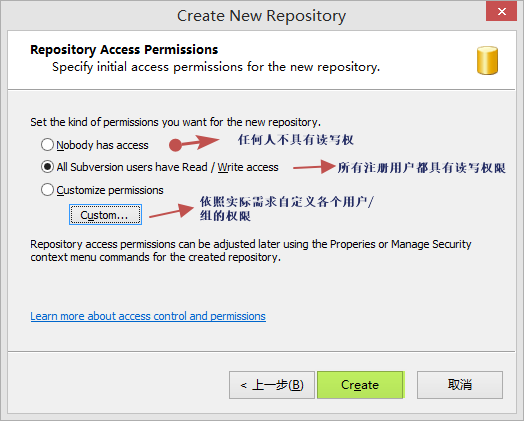 Create New Repository
Repository Access Permissions
Specify initial access permissions for the new repository.
Set the kind of permissions you want for the new repository.
Nobody has access
任何人不具有读写权
All Subversion users have Read / Write access
所有注册用户都具有读写权限
Customize permissions
Custom...
依照实际需求自定义各个用户/
组的权限
Repository access permissions can be adjusted later using the Properies or Manage Security
context menu commands for the created repository.
Learn more about access control and permissions
< 上一步(B)
Create
取消